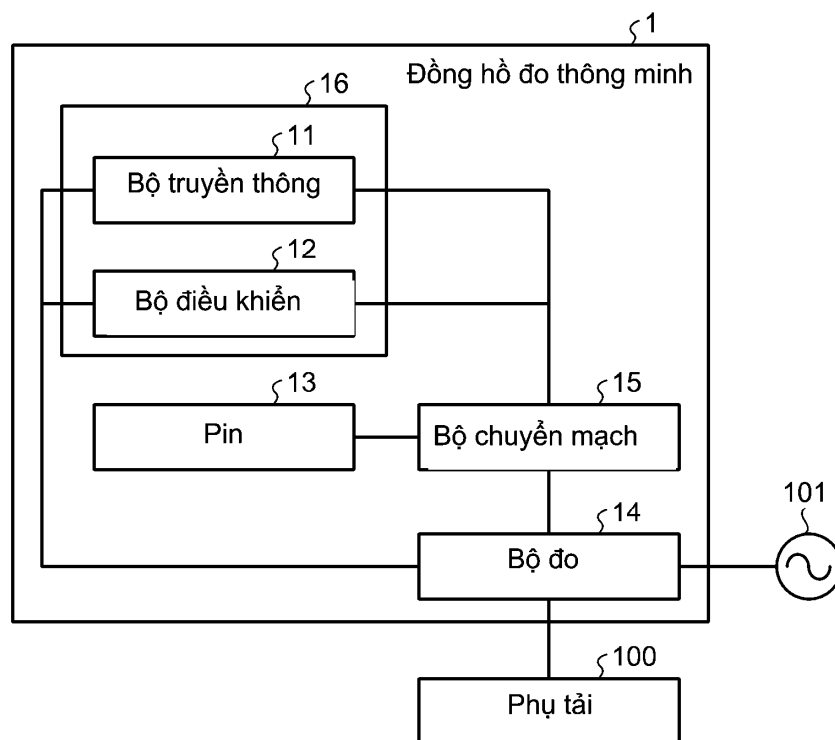 1
Đồng hồ đo thông minh
16
11
Bộ truyền thông
12
Bộ điều khiển
13
Pin
15
Bộ chuyển mạch
14
Bộ đo
101
100
Phụ tải